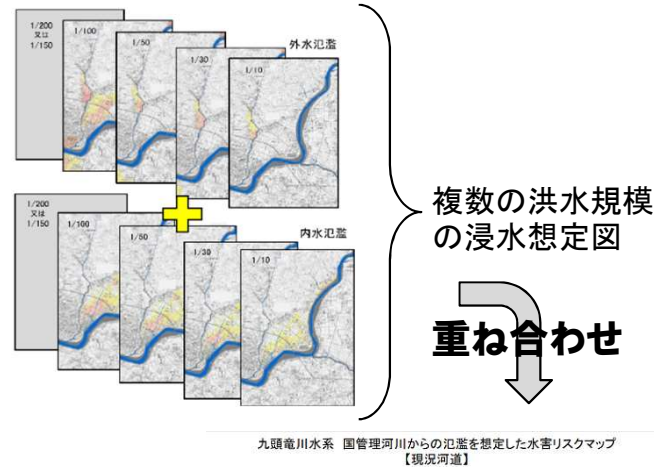 1/200
又は
1/150
1/100
1/50
1/30
1/10
外水氾濫
1/200
又は
1/150
1/100
1/50
1/30
1/10
内水氾濫
複数の洪水規模
の浸水想定図
重ね合わせ
九頭竜川水系 国管理河川からの氾濫を想定した水害リスクマップ
【現況河道】